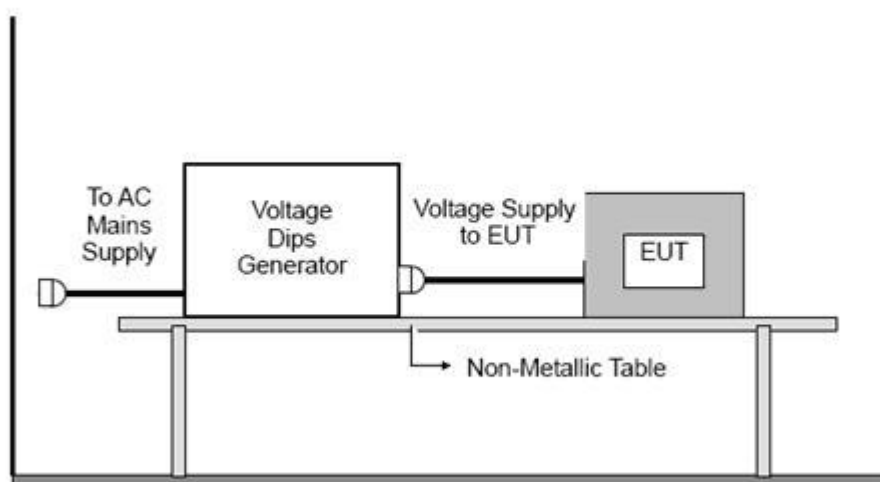 To AC
Mains
Supply
Voltage
Dips
Generator
Voltage Supply
to EUT
EUT
Non-Metallic Table